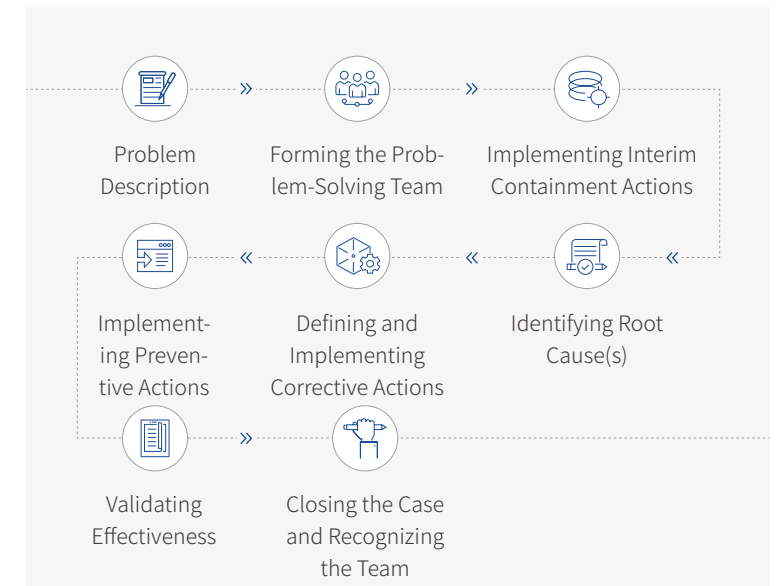 Problem
Description
Forming the Prob-
lem-Solving Team
Implementing Interim
Containment Actions
Identifying Root
Cause(s)
Defining and
Implementing
Corrective Actions
Implement-
ing Preven-
tive Actions
Validating
Effectiveness
Closing the Case
and Recognizing
the Team